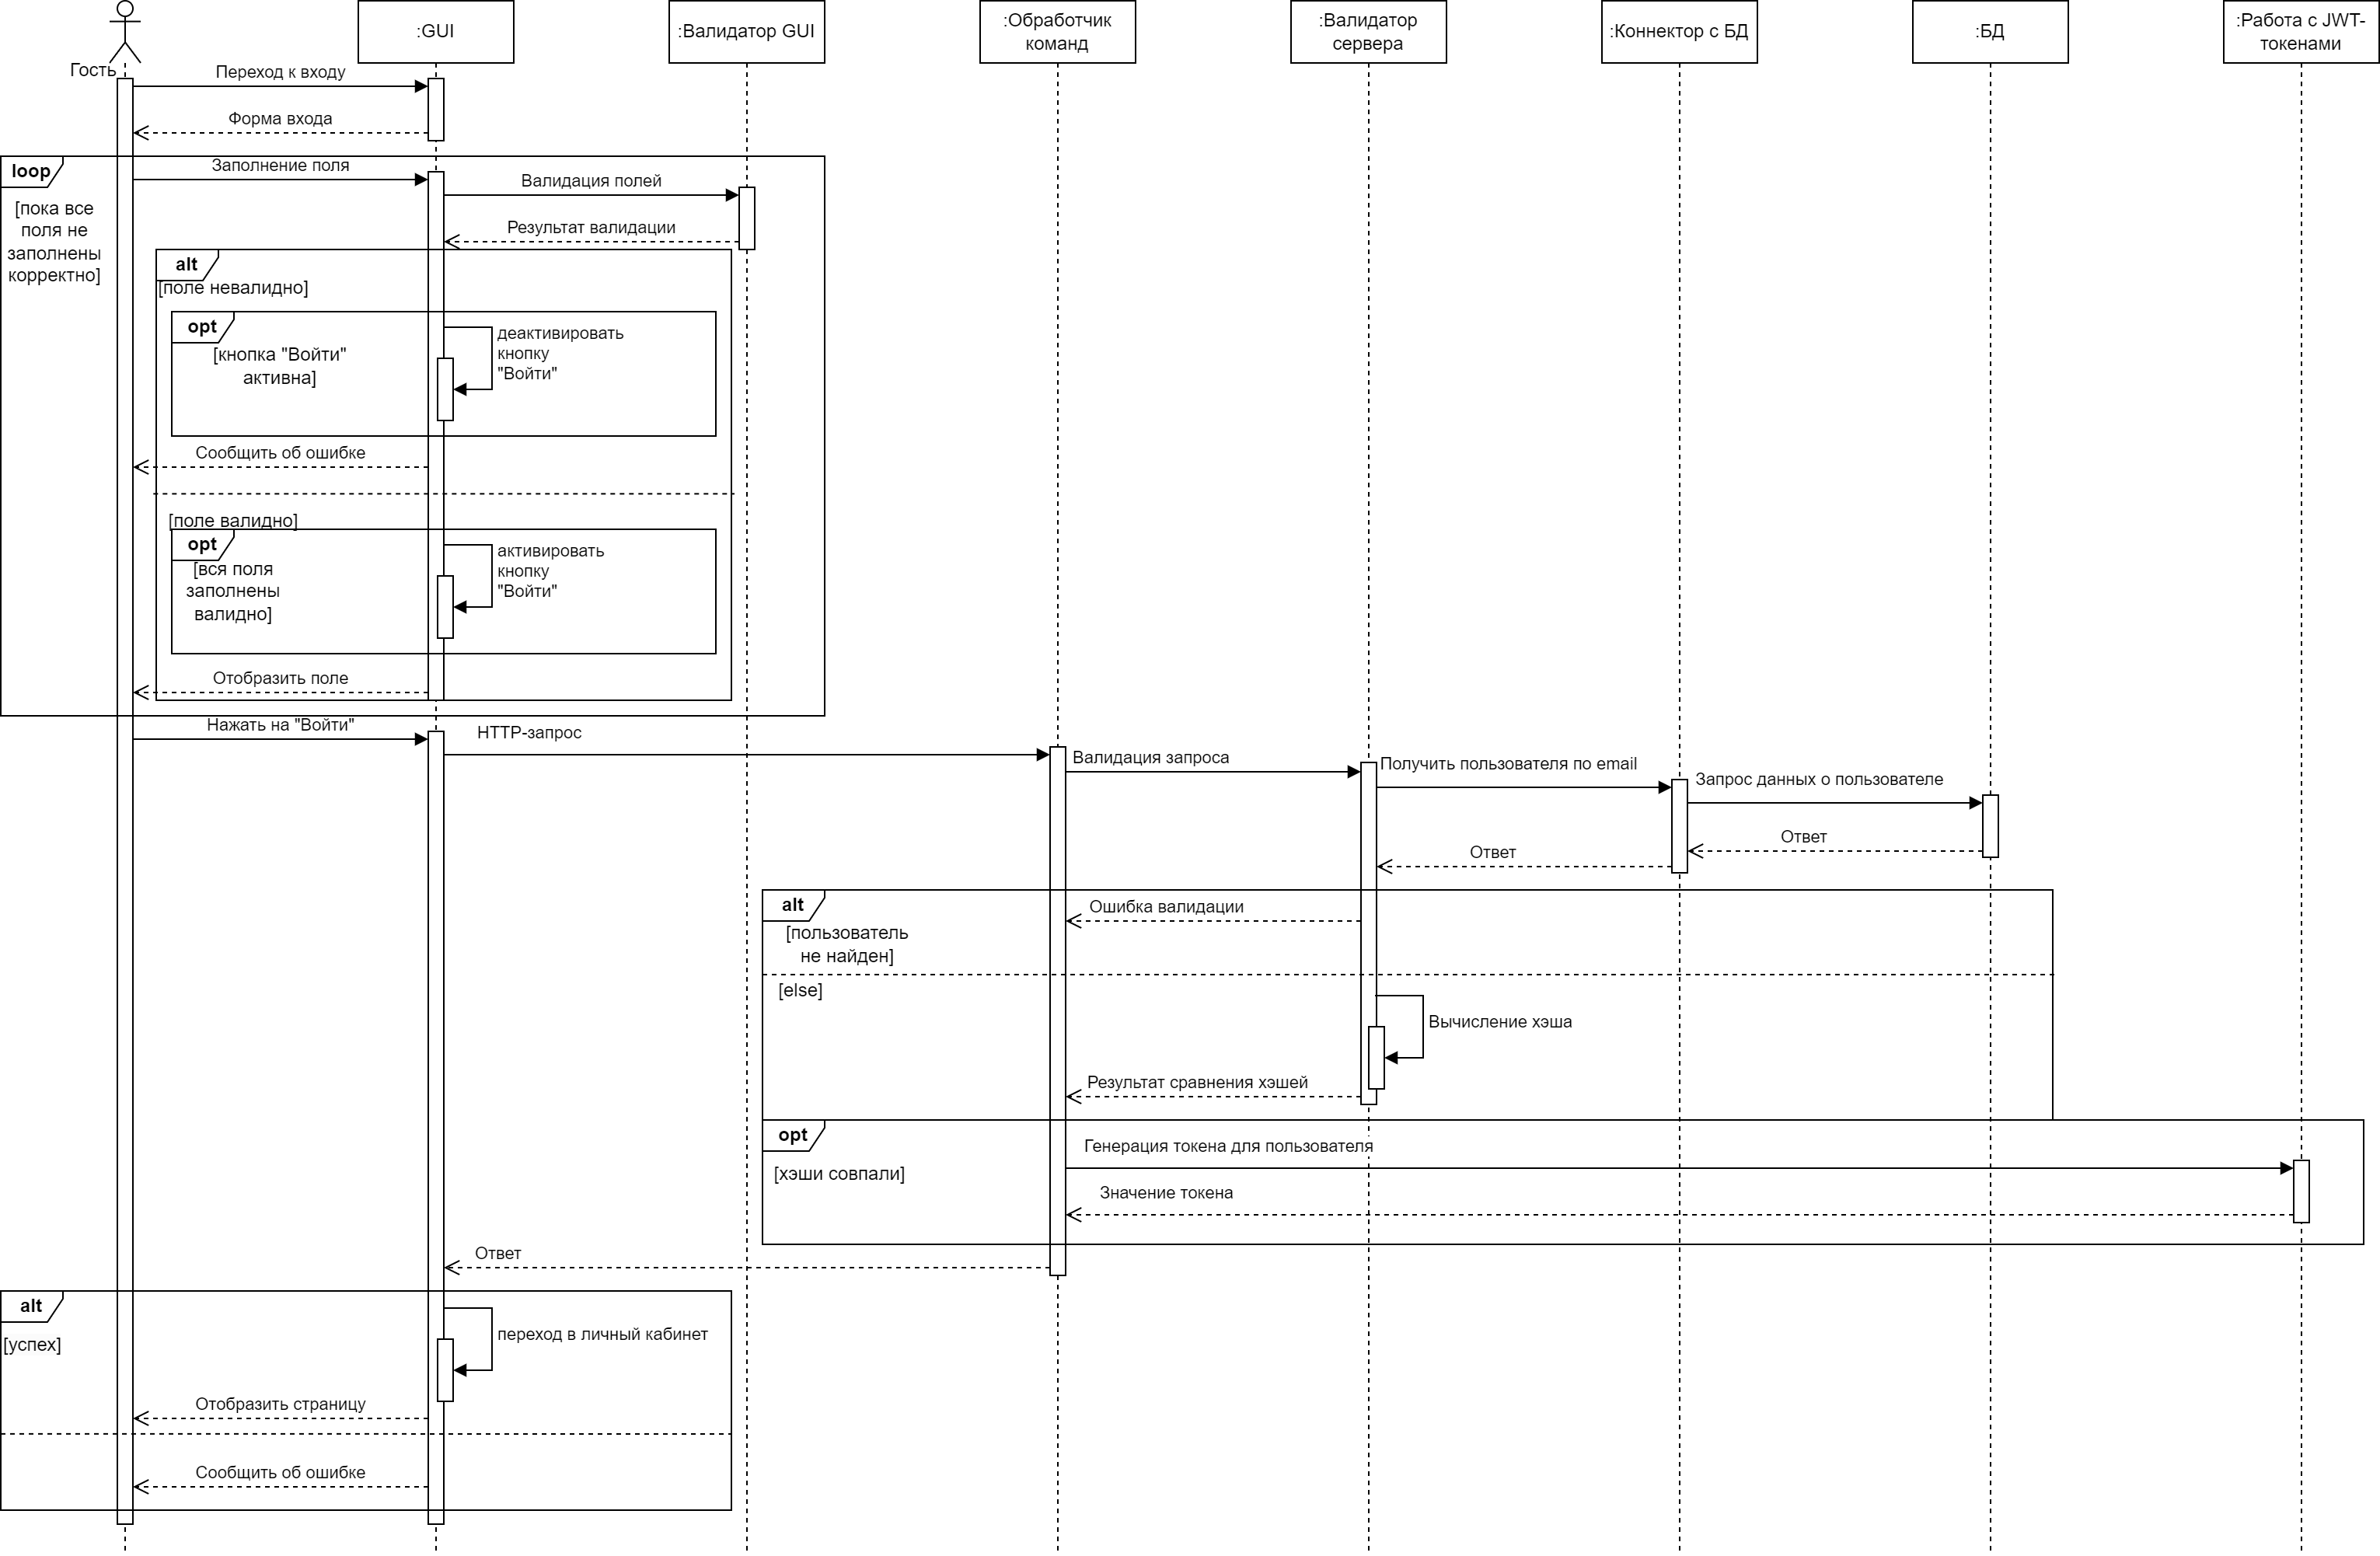 :GUI
:Валидатор GUI
:Обработчик
команд
:Валидатор
сервера
:Коннектор с БД
:БД
:Работа с JWT-
токенами
Гость
Переход к входу
Форма входа
loop
[пока все
поля не
заполнены
корректно]
Заполнение поля
Валидация полей
Результат валидации
alt
[поле невалидно]
opt
[кнопка "Войти"
активна]
деактивировать
кнопку
"Войти"
Сообщить об ошибке
[поле валидно]
opt
[вся поля
заполнены
валидно]
активировать
кнопку
"Войти"
Отобразить поле
Нажать на "Войти"
HTTP-запрос
Валидация запроса
Получить пользователя по email
Запрос данных о пользователе
Ответ
Ответ
alt
[пользователь
не найден]
Ошибка валидации
[else]
Вычисление хэша
Результат сравнения хэшей
opt
[хэши совпали]
Генерация токена для пользователя
Значение токена
Ответ
alt
[успех]
переход в личный кабинет
Отобразить страницу
Сообщить об ошибке